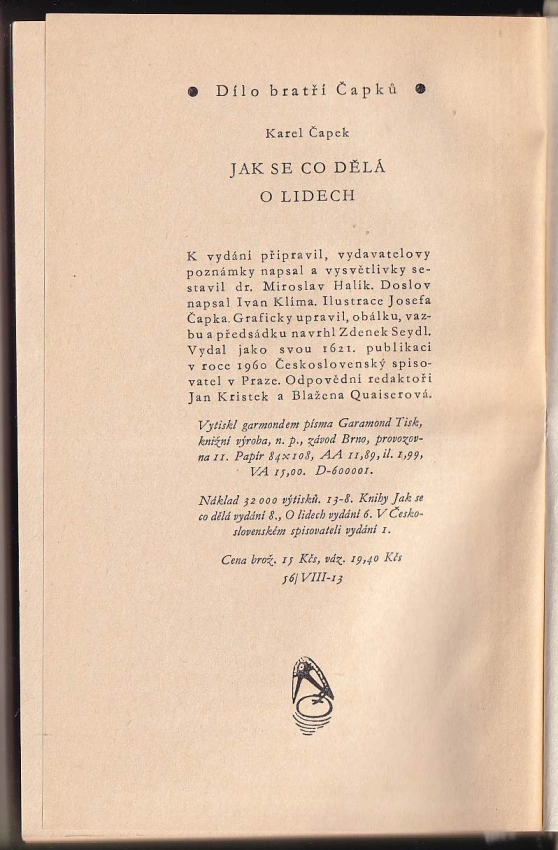 ● Dílo bratří Čapků ●
Karel Čapek
JAK SE CO DĚLÁ
O LIDECH
K vydání připravil, vydavatelovy
poznámky napsal a vysvětlivky se-
stavil dr. Miroslav Halík. Doslov
napsal Ivan Klíma. Ilustrace Josefa
Čapka. Graficky upravil, obálku, vaz-
bu a předsádku navrhl Zdenek Seydl.
Vydal jako svou 1621. publikaci
v roce 1960 Československý spiso-
vatel v Praze. Odpovědní redaktoři
Jan Kristek a Blažena Quaiserová.
Vytiskl garmondem písma Garamond Tisk,
knižní výroba, n. p., závod Brno, provozov-
na 11. Papír 84×108, AA 11,89, il. 1,99,
VA 15,00. D-600001.
Náklad 32 000 výtisků. 13-8. Knihy Jak se
co dělá vydání 8., O lidech vydání 6. V Česko-
slovenském spisovateli vydání 1.
Cena brož. 15 Kčs, váz. 19,40 Kčs
56/VIII-13